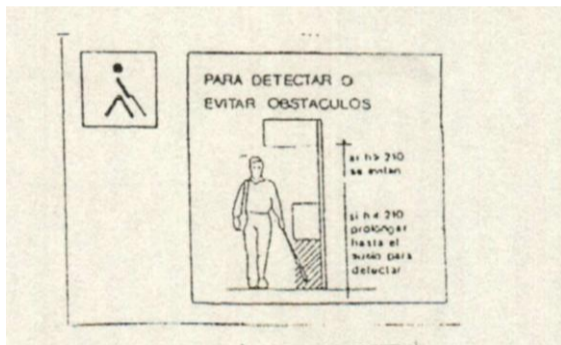 PARA DETECTAR O
EVITAR OBSTACULOS
si h > 210
se evitan
si h < 210
prolongar
hasta el
suelo para
detectar